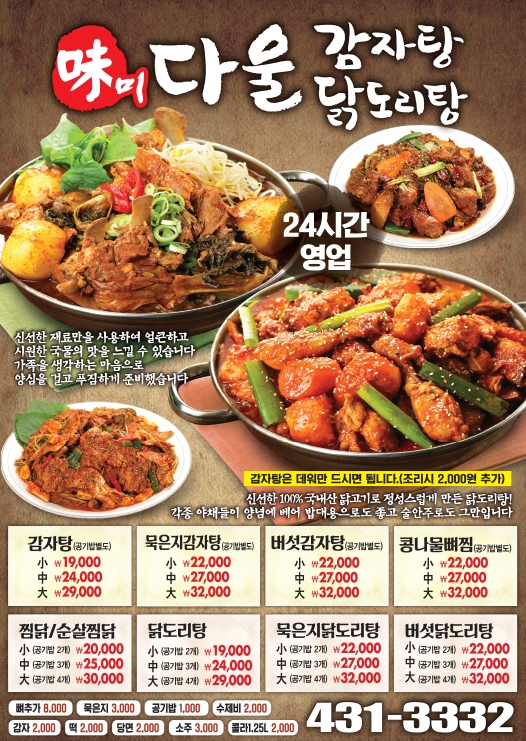 味미 다울 감자탕
닭도리탕
24시간
영업
신선한 재료만을 사용하여 얼큰하고
시원한 국물의 맛을 느낄 수 있습니다
가족을 생각하는 마음으로
양심을 걸고 푸짐하게 준비했습니다
감자탕은 데워만 드시면 됩니다.(조리시 2,000원 추가)
신선한 100% 국내산 닭고기로 정성스럽게 만든 닭도리탕!
각종 야채들이 양념에 베어 밥대용으로도 좋고 술안주로도 그만입니다
감자탕(공기밥별도)
小 ₩19,000
中 ₩24,000
大 ₩29,000
묵은지감자탕(공기밥별도)
小 ₩22,000
中 ₩27,000
大 ₩32,000
버섯감자탕(공기밥별도)
小 ₩22,000
中 ₩27,000
大 ₩32,000
콩나물뼈찜(공기밥별도)
小 ₩22,000
中 ₩27,000
大 ₩32,000
찜닭/순살찜닭
小 (공기밥 2개) ₩20,000
中 (공기밥 3개) ₩25,000
大 (공기밥 4개) ₩30,000
닭도리탕
小 (공기밥 2개) ₩19,000
中 (공기밥 3개) ₩24,000
大 (공기밥 4개) ₩29,000
묵은지닭도리탕
小 (공기밥 2개) ₩22,000
中 (공기밥 3개) ₩27,000
大 (공기밥 4개) ₩32,000
버섯닭도리탕
小 (공기밥 2개) ₩22,000
中 (공기밥 3개) ₩27,000
大 (공기밥 4개) ₩32,000
뼈추가 8,000 묵은지 3,000 공기밥 1,000 수제비 2,000
감자 2,000 떡 2,000 당면 2,000 소주 3,000 콜라1.25L 2,000
431-3332